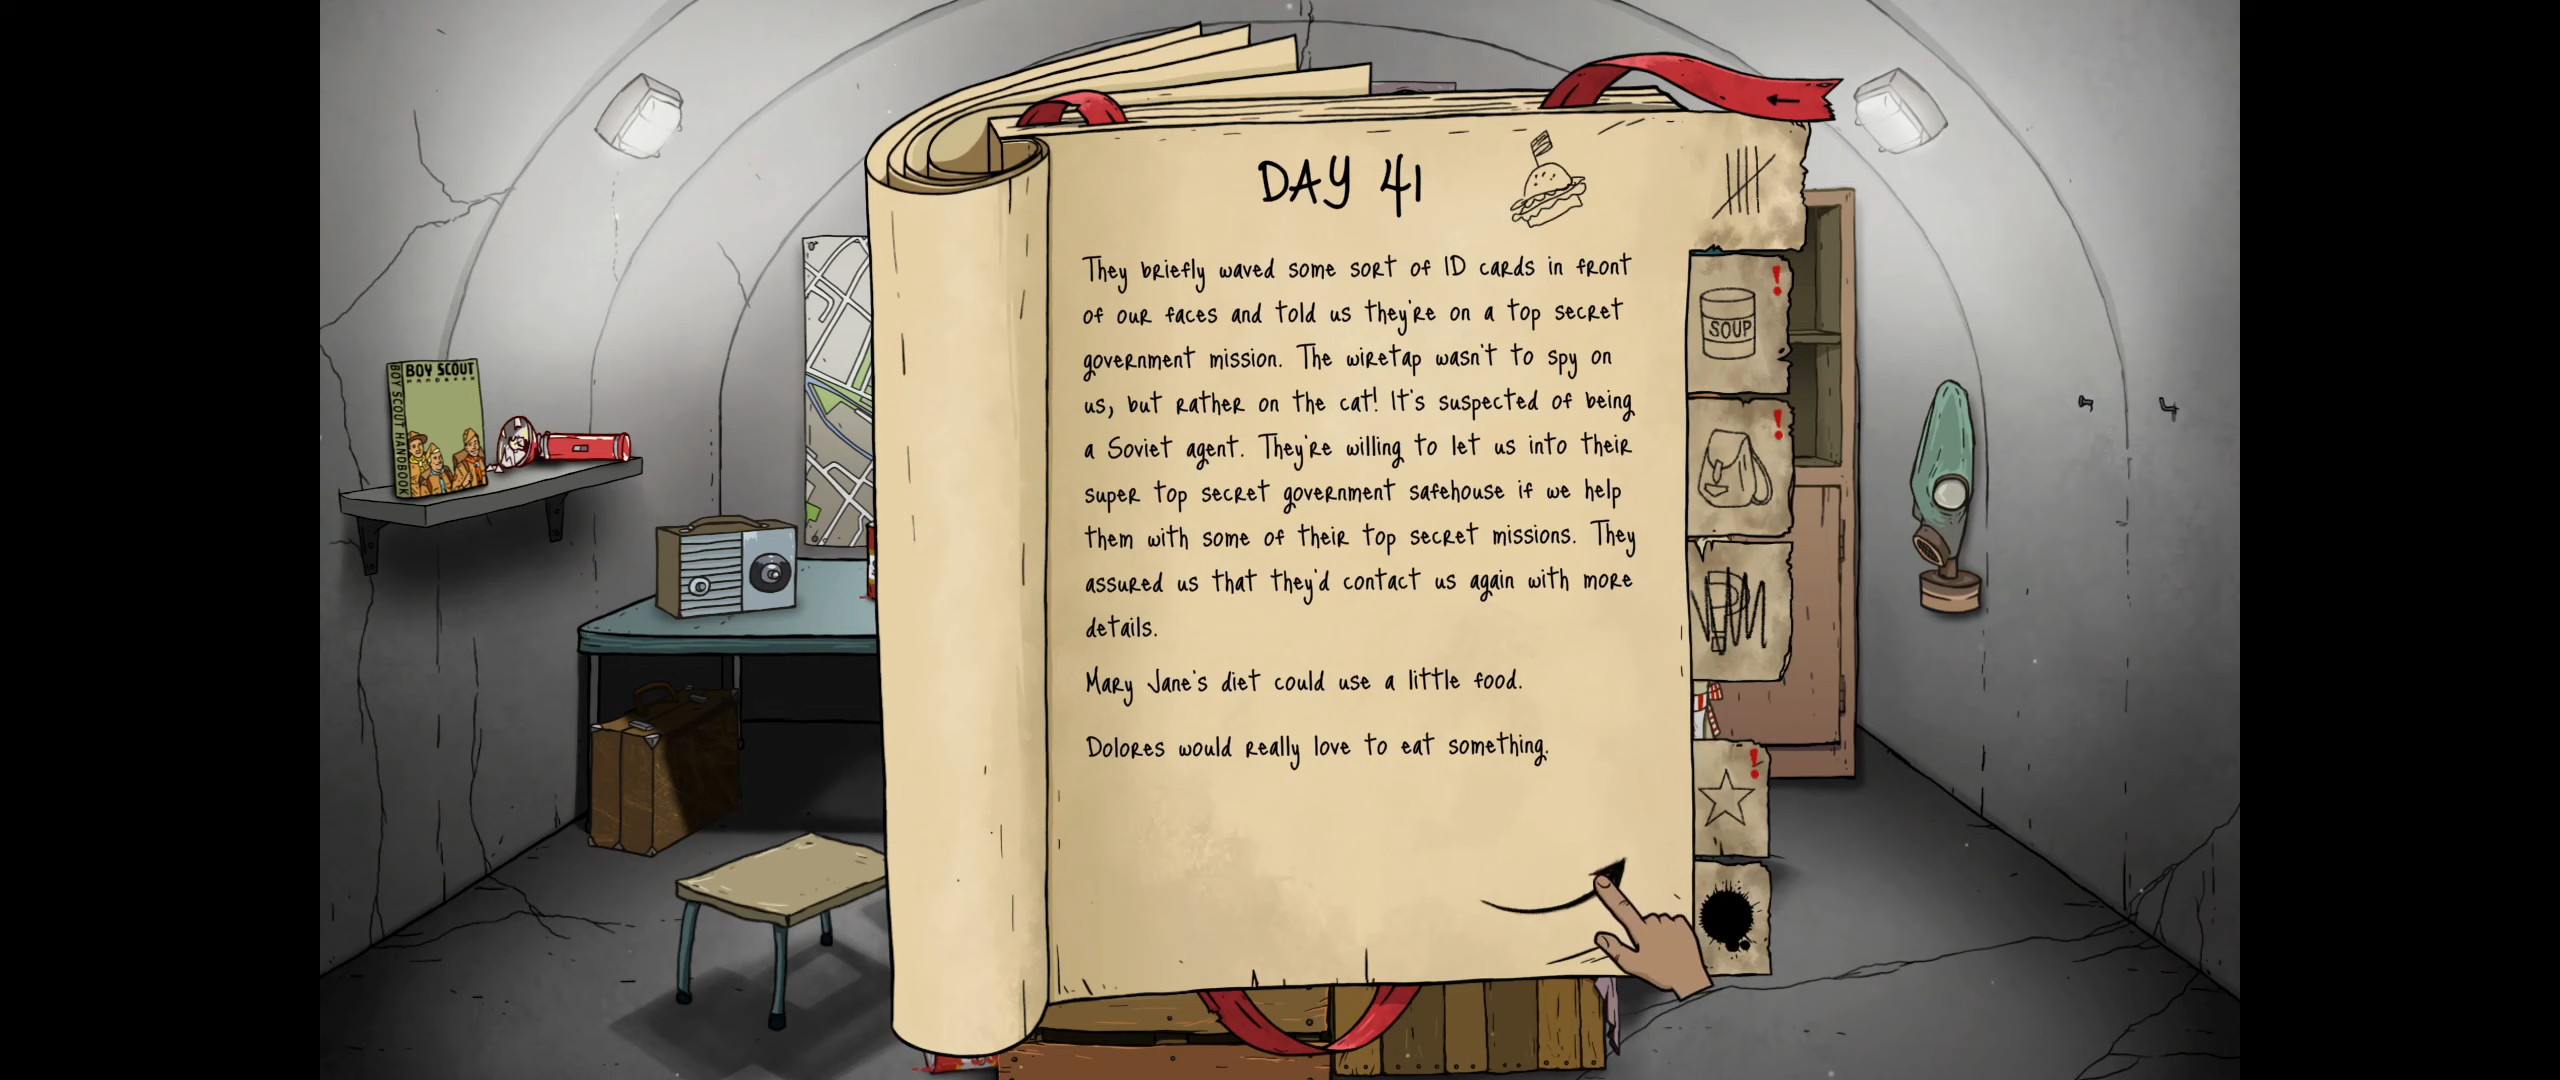 DAY 41
They briefly waved some sort of ID cards in front
of our faces and told us they're on a top secret
government mission. The wiretap wasn't to spy on
us, but rather on the cat! It's suspected of being
a Soviet agent. They're willing to let us into their
super top secret government safehouse if we help
them with some of their top secret missions. They
assured us that they'd contact us again with more
details.
Mary Jane's diet could use a little food.
Dolores would really love to eat something.
!
SOUP
!
!
BOY SCOUT
HANDBOOK
BOY SCOUT HANDBOOK